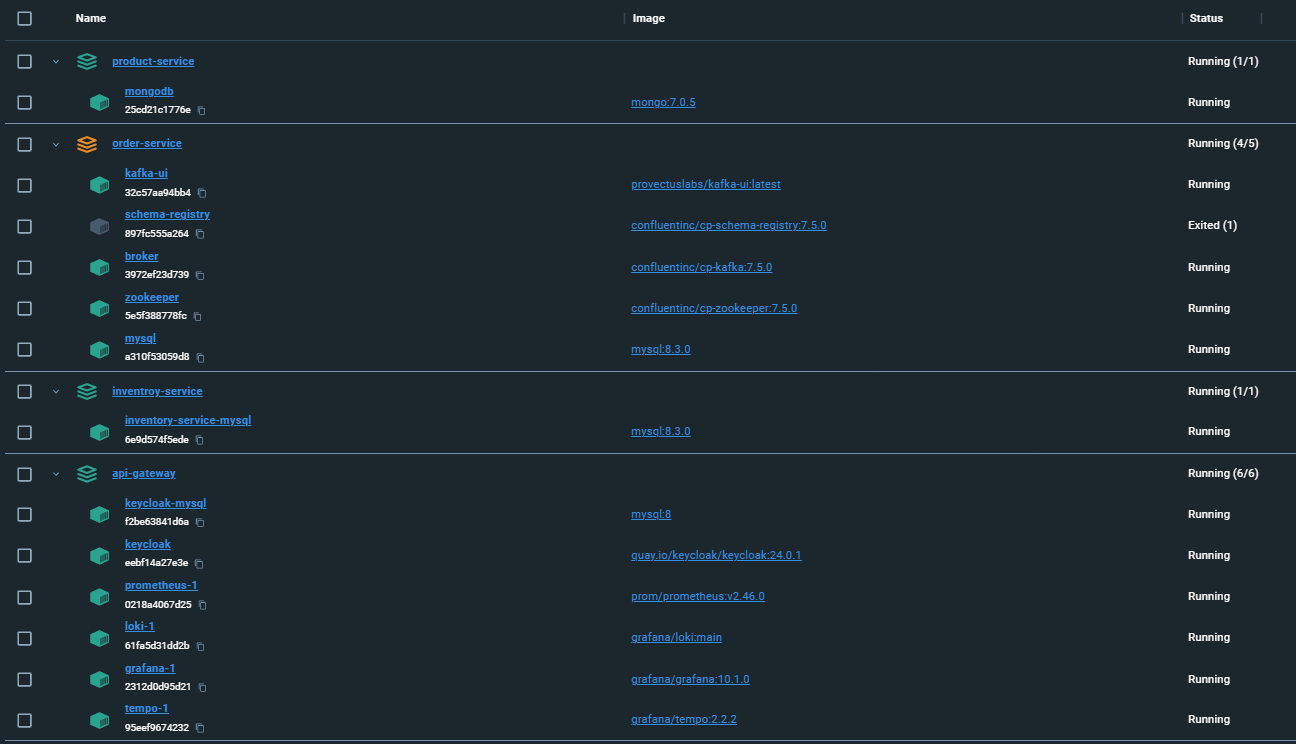 Name Image Status
product-service Running (1/1)
mongodb
25cd21c1776e mongo:7.0.5 Running
order-service Running (4/5)
kafka-ui
32c57aa94bb4 provectuslabs/kafka-ui:latest Running
schema-registry
897fc555a264 confluentinc/cp-schema-registry:7.5.0 Exited (1)
broker
3972ef23d739 confluentinc/cp-kafka:7.5.0 Running
zookeeper
5e5f388778fc confluentinc/cp-zookeeper:7.5.0 Running
mysql
a310f53059d8 mysql:8.3.0 Running
inventroy-service Running (1/1)
inventory-service-mysql
6e9d574f5ede mysql:8.3.0 Running
api-gateway Running (6/6)
keycloak-mysql
f2be63841d6a mysql:8 Running
keycloak
eebf14a27e3e quay.io/keycloak/keycloak:24.0.1 Running
prometheus-1
0218a4067d25 prom/prometheus:v2.46.0 Running
loki-1
61fa5d31dd2b grafana/loki:main Running
grafana-1
2312d0d95d21 grafana/grafana:10.1.0 Running
tempo-1
95eef9674232 grafana/tempo:2.2.2 Running